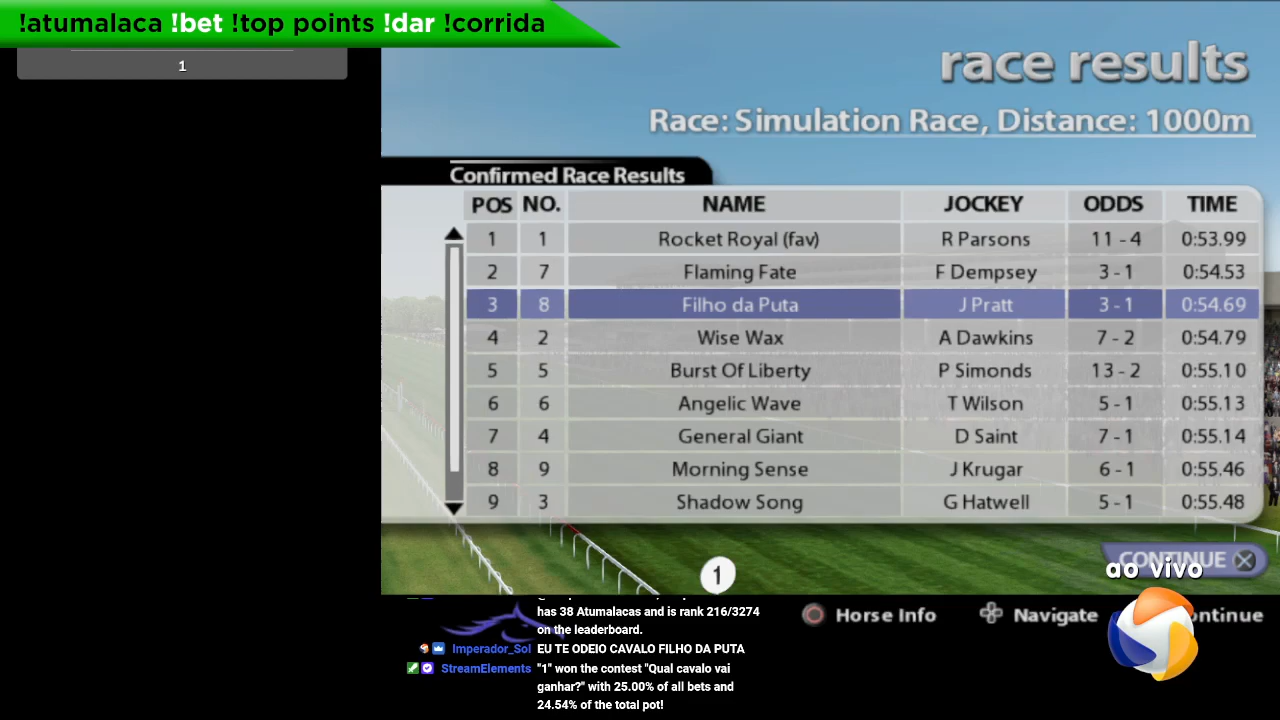 !atumalaca !bet !top points !dar !corrida
1
race results
Race: Simulation Race, Distance: 1000m
Confirmed Race Results
POS NO. NAME JOCKEY ODDS TIME
1 1 Rocket Royal (fav) R Parsons 11 - 4 0:53.99
2 7 Flaming Fate F Dempsey 3 - 1 0:54.53
3 8 Filho da Puta J Pratt 3 - 1 0:54.69
4 2 Wise Wax A Dawkins 7 - 2 0:54.79
5 5 Burst Of Liberty P Simonds 13 - 2 0:55.10
6 6 Angelic Wave T Wilson 5 - 1 0:55.13
7 4 General Giant D Saint 7 - 1 0:55.14
8 9 Morning Sense J Krugar 6 - 1 0:55.46
9 3 Shadow Song G Hatwell 5 - 1 0:55.48
CONTINUE
ao vivo
1
has 38 Atumalacas and is rank 216/3274
on the leaderboard.
Horse Info Navigate ontinue
Imperador_Sol EU TE ODEIO CAVALO FILHO DA PUTA
StreamElements "1" won the contest "Qual cavalo vai
ganhar?" with 25.00% of all bets and
24.54% of the total pot!